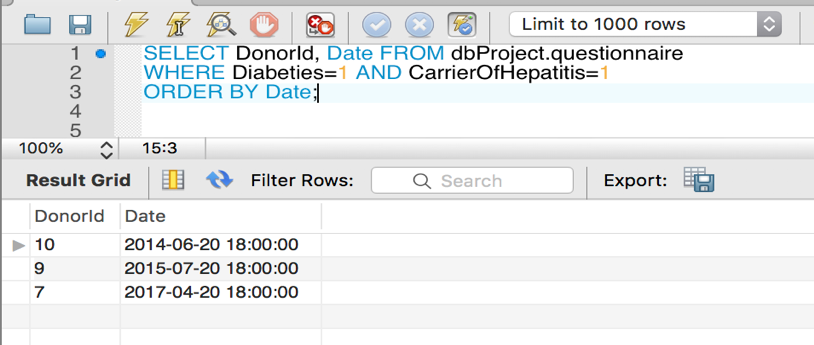 Limit to 1000 rows
1 SELECT DonorId, Date FROM dbProject.questionnaire
2 WHERE Diabeties=1 AND CarrierOfHepatitis=1
3 ORDER BY Date;
4
5
100% 15:3
Result Grid Filter Rows: Search Export:
DonorId Date
10 2014-06-20 18:00:00
9 2015-07-20 18:00:00
7 2017-04-20 18:00:00